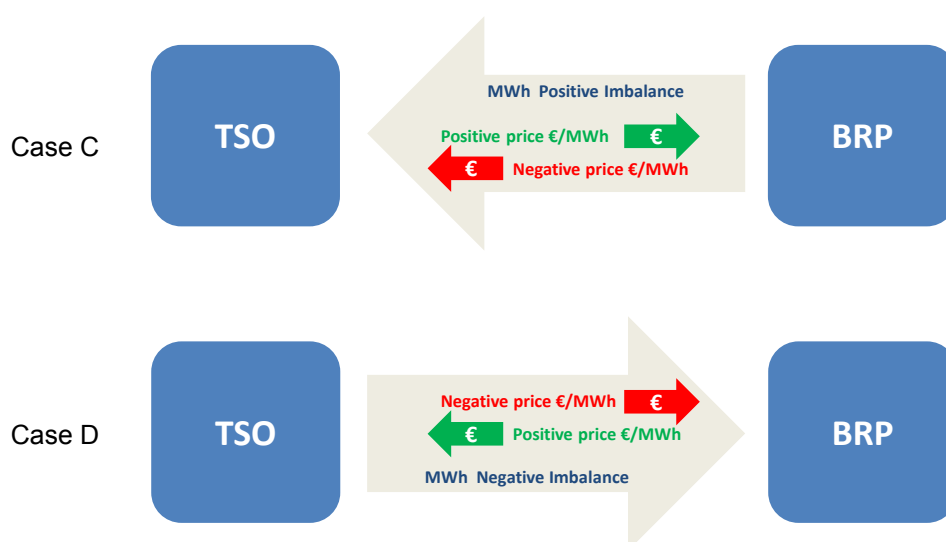 MWh Positive Imbalance
Case C
TSO
Positive price €/MWh €
€ Negative price €/MWh
BRP
Case D
TSO
Negative price €/MWh €
€ Positive price €/MWh
MWh Negative Imbalance
BRP